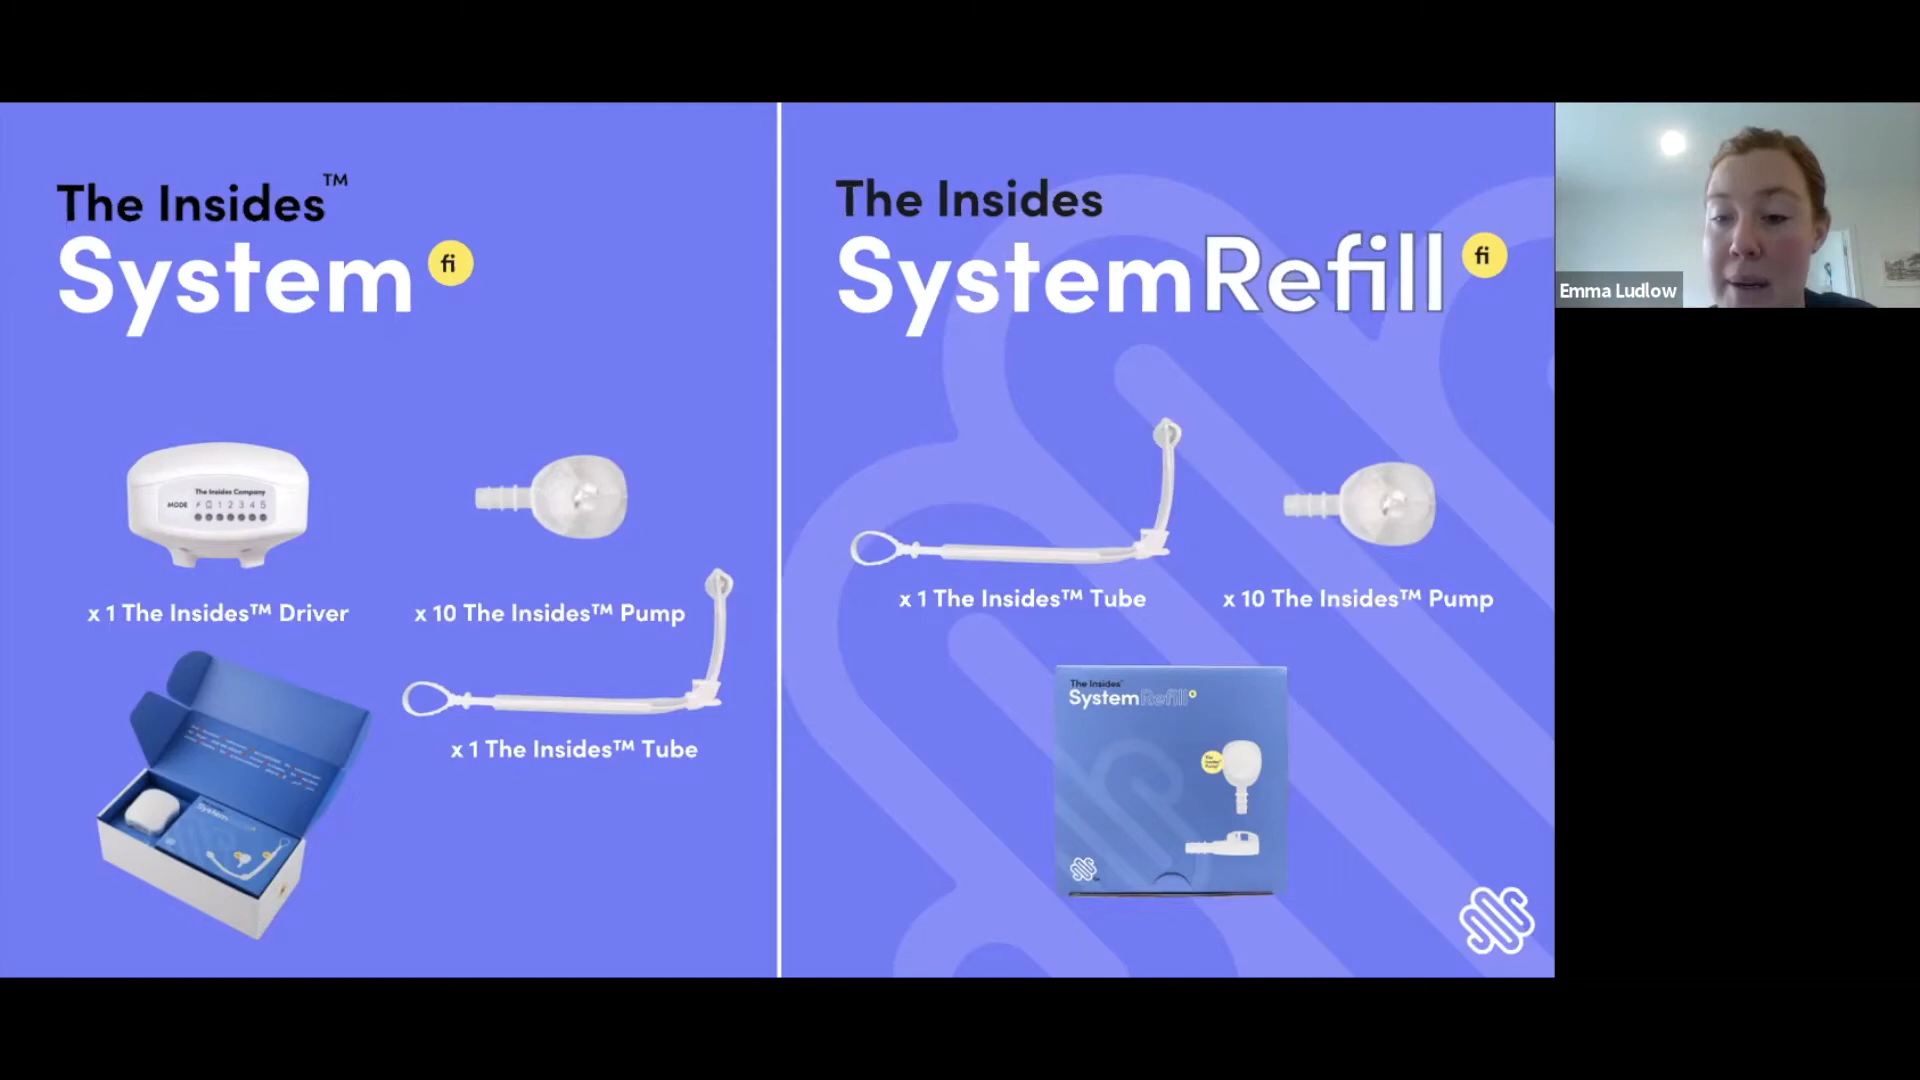 The Insides™
System fi
The Insides Company
MODE 1 2 3 4 5
x 1 The Insides™ Driver
x 10 The Insides™ Pump
x 1 The Insides™ Tube
System
The Insides
SystemRefill fi
x 1 The Insides™ Tube
x 10 The Insides™ Pump
The Insides™
SystemRefill
Emma Ludlow